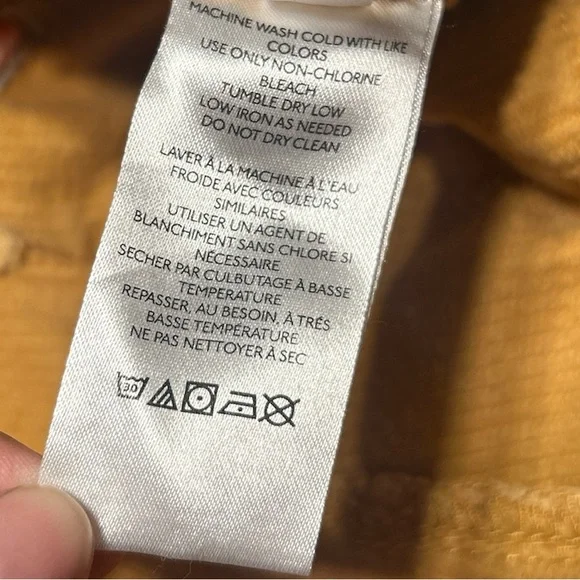 MACHINE WASH COLD WITH LIKE
COLORS
USE ONLY NON-CHLORINE
BLEACH
TUMBLE DRY LOW
LOW IRON AS NEEDED
DO NOT DRY CLEAN
LAVER À LA MACHINE À L'EAU
FROIDE AVEC COULEURS
SIMILAIRES
UTILISER UN AGENT DE
BLANCHIMENT SANS CHLORE SI
NÉCESSAIRE
SECHER PAR CULBUTAGE À BASSE
TEMPERATURE
REPASSER, AU BESOIN, À TRÉS
BASSE TEMPÉRATURE
NE PAS NETTOYER À SEC
30